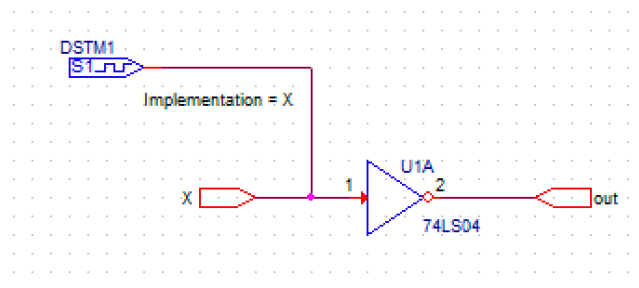 DSTM1
S1
Implementation = X
U1A
X
1
2
out
74LS04